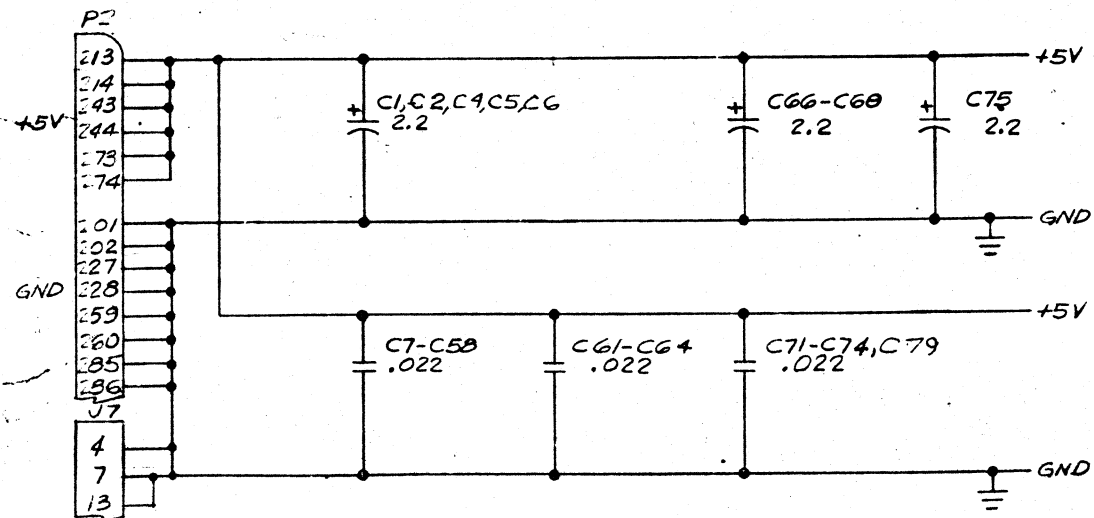 P2
213
+5V
214
C1,C2,C4,C5,C6
2.2
C66-C68
2.2
C75
2.2
243
+5V
244
273
274
201
GND
202
227
GND
228
259
+5V
260
C7-C58
.022
C61-C64
.022
C71-C74,C79
.022
285
286
J7
4
7
GND
13